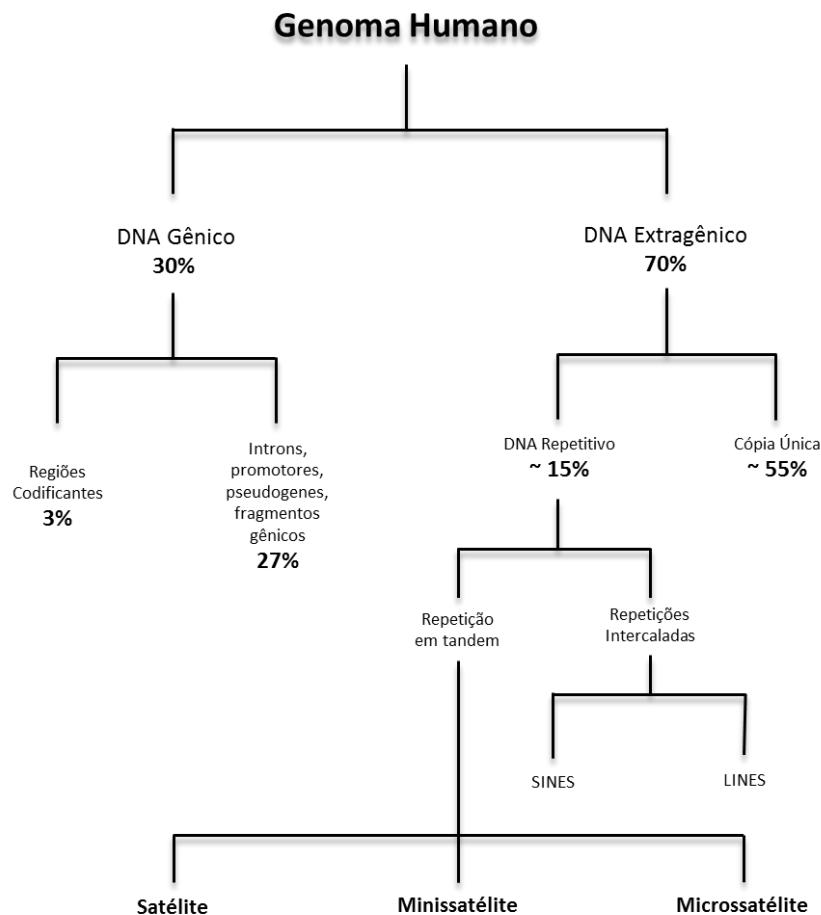 Genoma Humano
DNA Gênico
30%
DNA Extragênico
70%
Regiões
Codificantes
3%
Introns,
promotores,
pseudogenes,
fragmentos
gênicos
27%
DNA Repetitivo
~ 15%
Cópia Única
~ 55%
Repetição
em tandem
Repetições
Intercaladas
SINES
LINES
Satélite
Minissatélite
Microssatélite